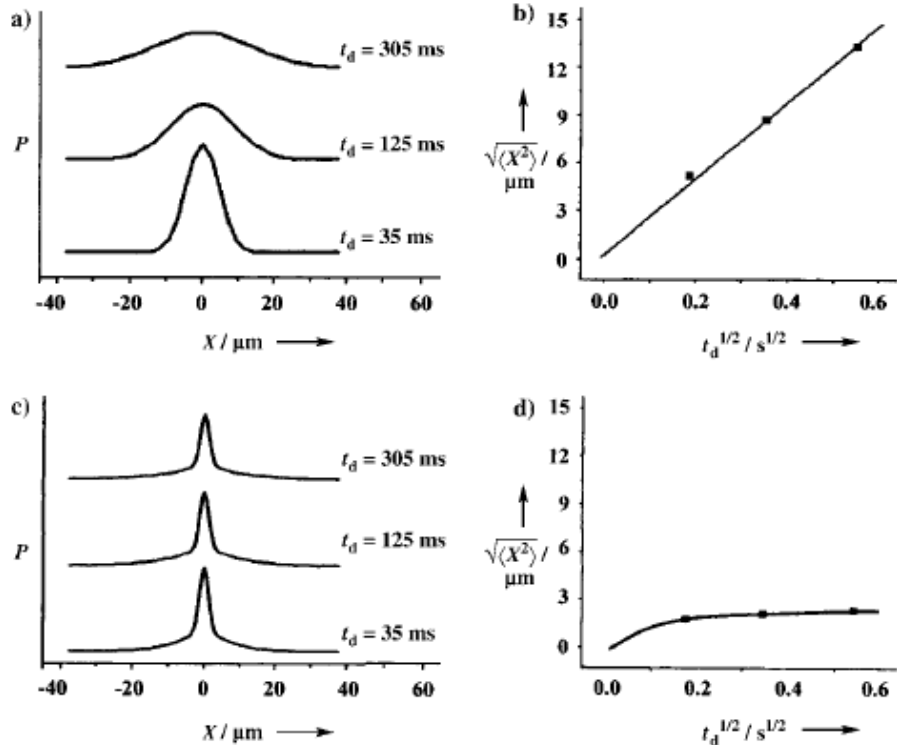 a)
t_d = 305 ms
t_d = 125 ms
t_d = 35 ms
P
-40 -20 0 20 40 60
X / µm
b)
15
12
9
6
3
0
√⟨X²⟩ /
µm
0.0 0.2 0.4 0.6
t_d^1/2 / s^1/2
c)
t_d = 305 ms
t_d = 125 ms
t_d = 35 ms
P
-40 -20 0 20 40 60
X / µm
d)
15
12
9
6
3
0
√⟨X²⟩ /
µm
0.0 0.2 0.4 0.6
t_d^1/2 / s^1/2